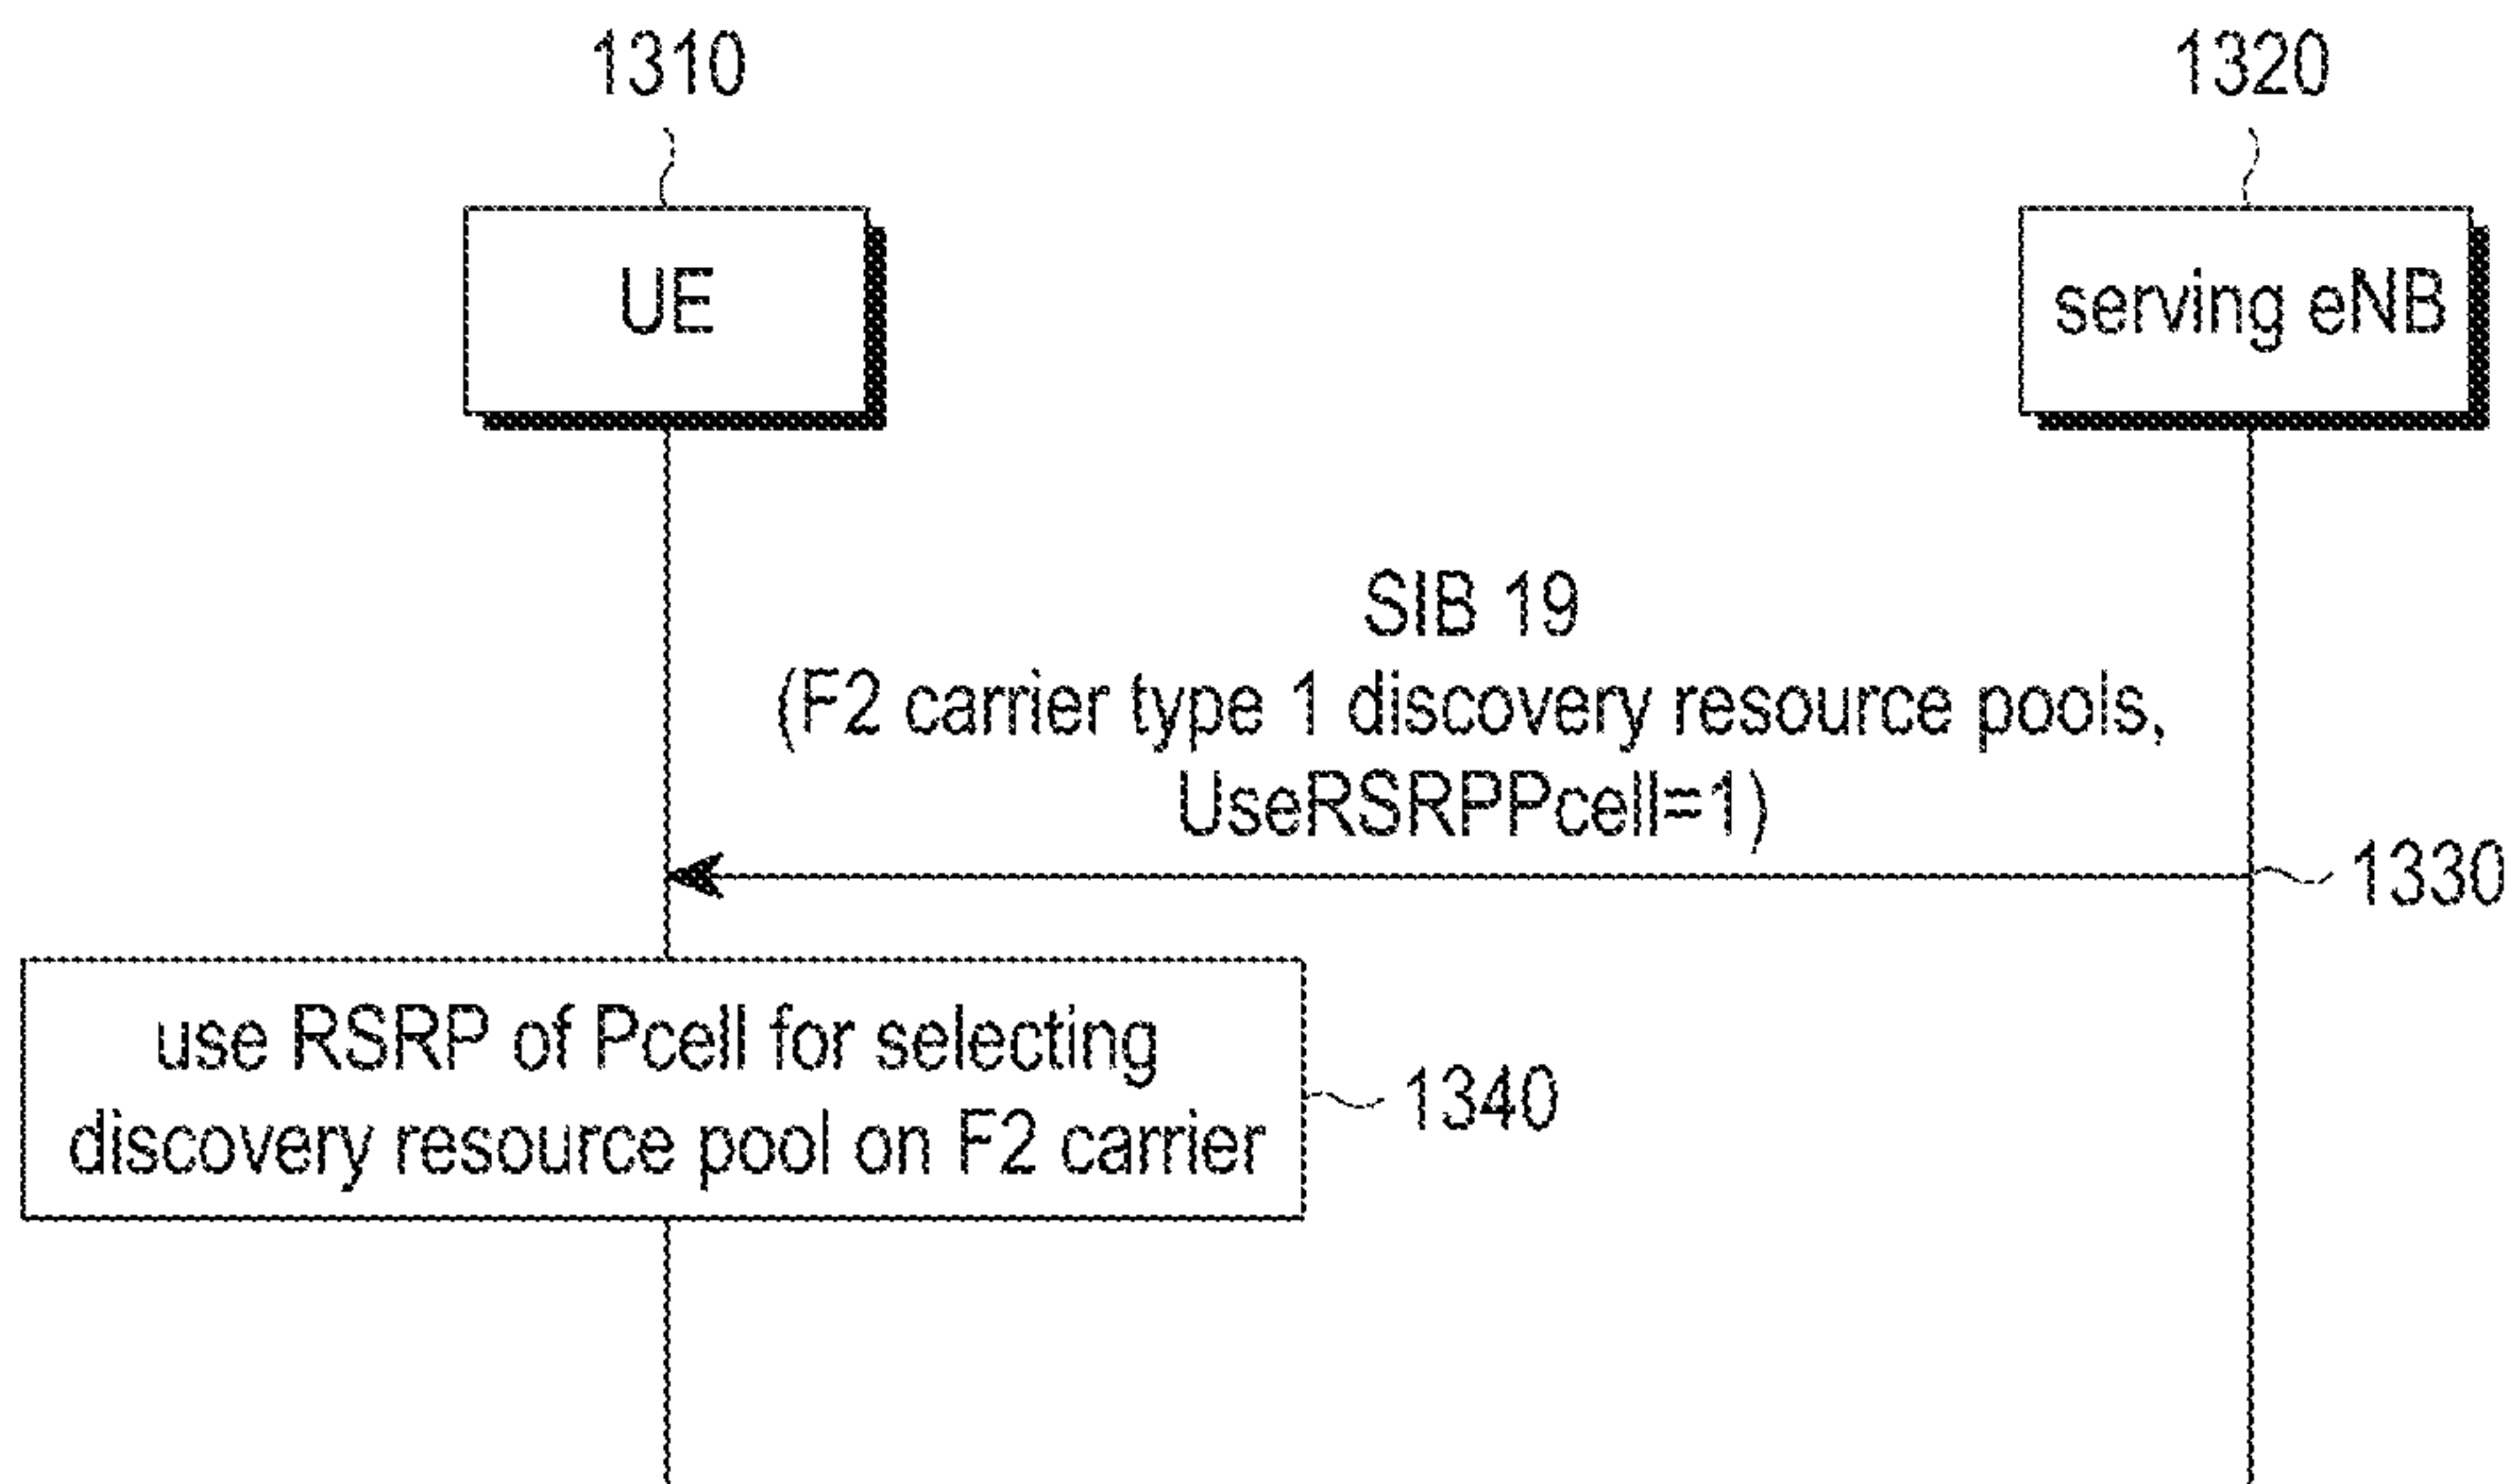 1310
1320
UE
serving eNB
SIB 19
(F2 carrier type 1 discovery resource pools,
UseRSRPPcell=1)
1330
use RSRP of Pcell for selecting
discovery resource pool on F2 carrier
1340